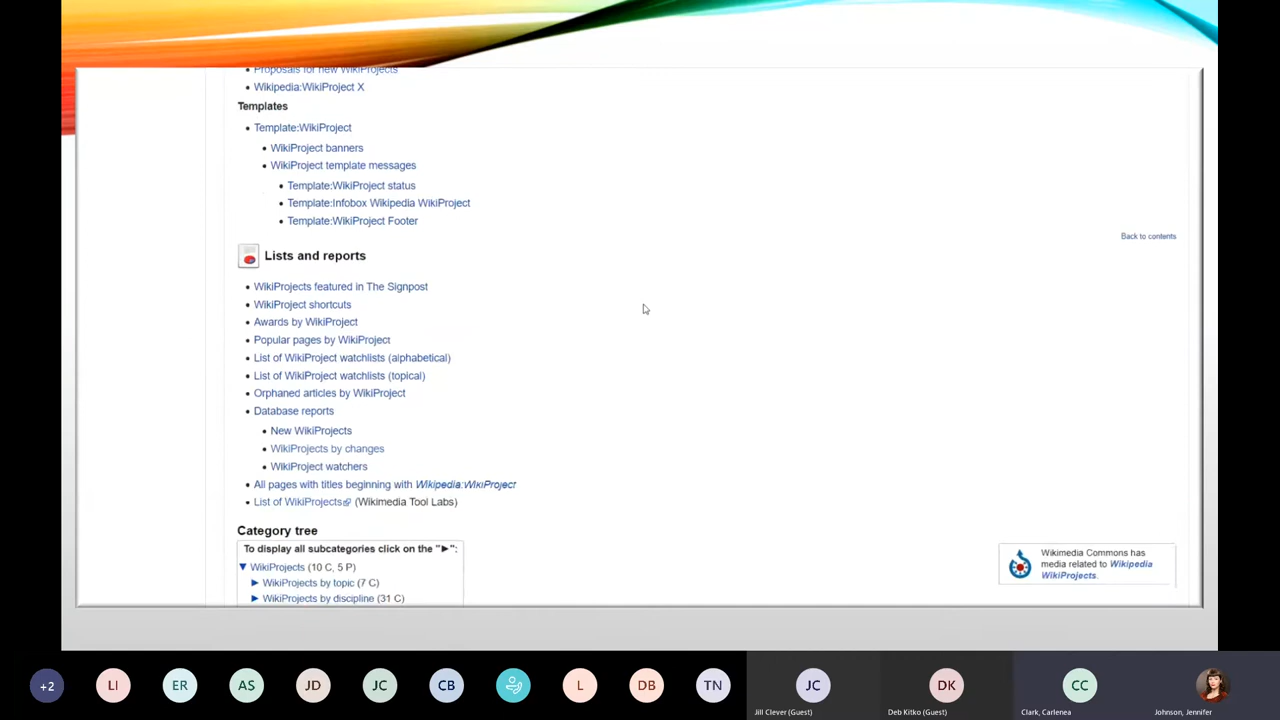 Proposals for new WikiProjects
Wikipedia:WikiProject X
Templates
Template:WikiProject
WikiProject banners
WikiProject template messages
Template:WikiProject status
Template:Infobox Wikipedia WikiProject
Template:WikiProject Footer
Back to contents
Lists and reports
WikiProjects featured in The Signpost
WikiProject shortcuts
Awards by WikiProject
Popular pages by WikiProject
List of WikiProject watchlists (alphabetical)
List of WikiProject watchlists (topical)
Orphaned articles by WikiProject
Database reports
New WikiProjects
WikiProjects by changes
WikiProject watchers
All pages with titles beginning with Wikipedia:WikiProject
List of WikiProjects (Wikimedia Tool Labs)
Category tree
To display all subcategories click on the "►":
▼ WikiProjects (10 C, 5 P)
► WikiProjects by topic (7 C)
► WikiProjects by discipline (31 C)
Wikimedia Commons has
media related to Wikipedia
WikiProjects.
+2 LI ER AS JD JC CB L DB TN JC DK CC
Jill Clever (Guest) Deb Kitko (Guest) Clark, Carlenea Johnson, Jennifer